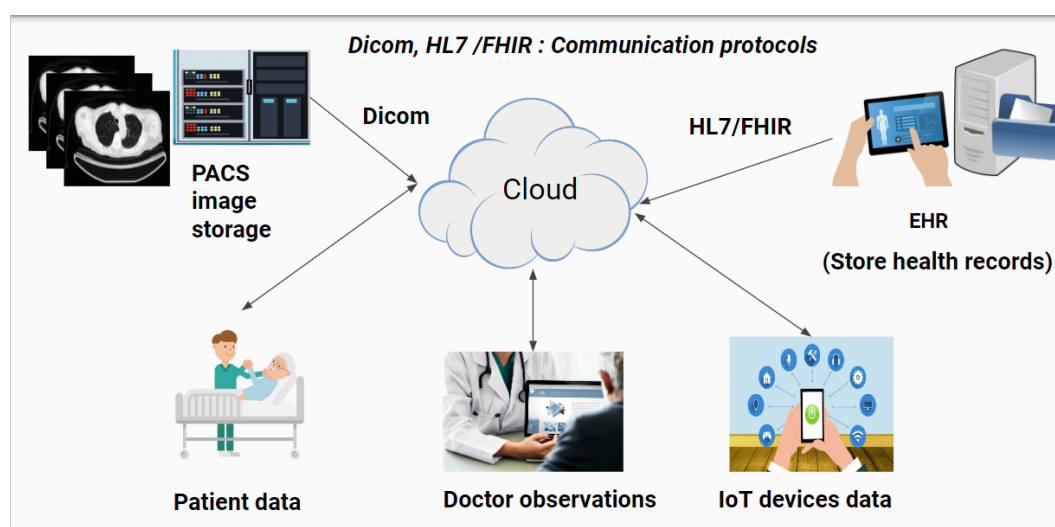 Dicom, HL7 /FHIR : Communication protocols
Dicom
HL7/FHIR
PACS
image
storage
Cloud
EHR
(Store health records)
Patient data
Doctor observations
IoT devices data